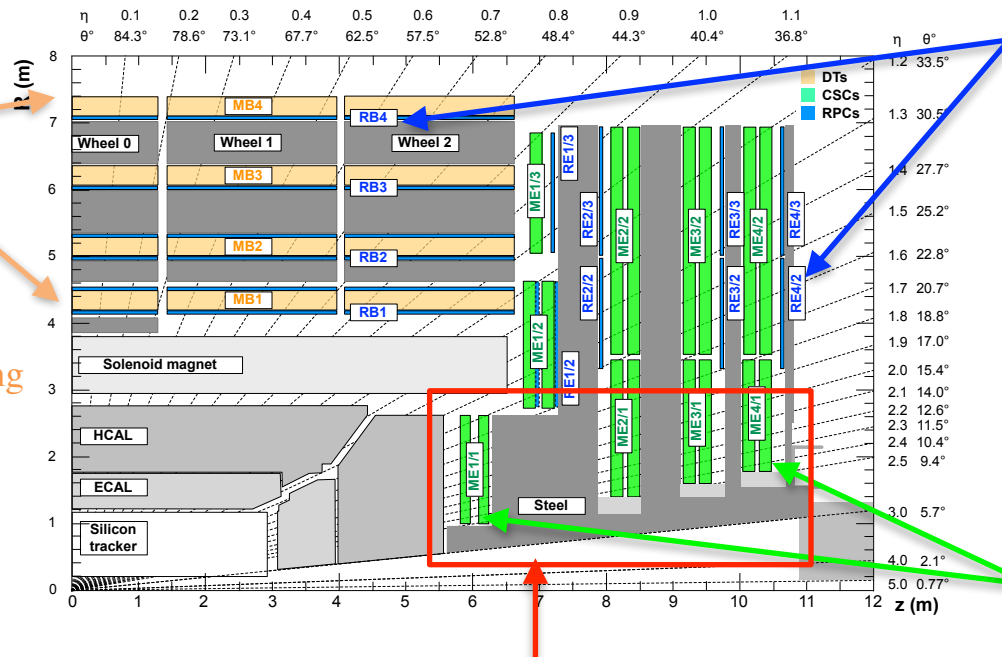 η 0.1 0.2 0.3 0.4 0.5 0.6 0.7 0.8 0.9 1.0 1.1
θ° 84.3° 78.6° 73.1° 67.7° 62.5° 57.5° 52.8° 48.4° 44.3° 40.4° 36.8°
η θ°
R (m)
8
7
6
5
4
3
2
1
0
1.2 33.5°
1.3 30.5°
1.4 27.7°
1.5 25.2°
1.6 22.8°
1.7 20.7°
1.8 18.8°
1.9 17.0°
2.0 15.4°
2.1 14.0°
2.2 12.6°
2.3 11.5°
2.4 10.4°
2.5 9.4°
3.0 5.7°
4.0 2.1°
5.0 0.77°
DTs
CSCs
RPCs
MB4
RB4
Wheel 0
Wheel 1
Wheel 2
MB3
RB3
MB2
RB2
MB1
RB1
Solenoid magnet
HCAL
ECAL
Silicon
tracker
Steel
ME1/3
RE1/3
ME1/2
RE1/2
ME1/1
RE2/3
RE2/2
ME2/2
ME2/1
ME3/2
ME3/1
RE3/3
RE3/2
ME4/2
ME4/1
RE4/3
RE4/2
0 1 2 3 4 5 6 7 8 9 10 11 12
z (m)